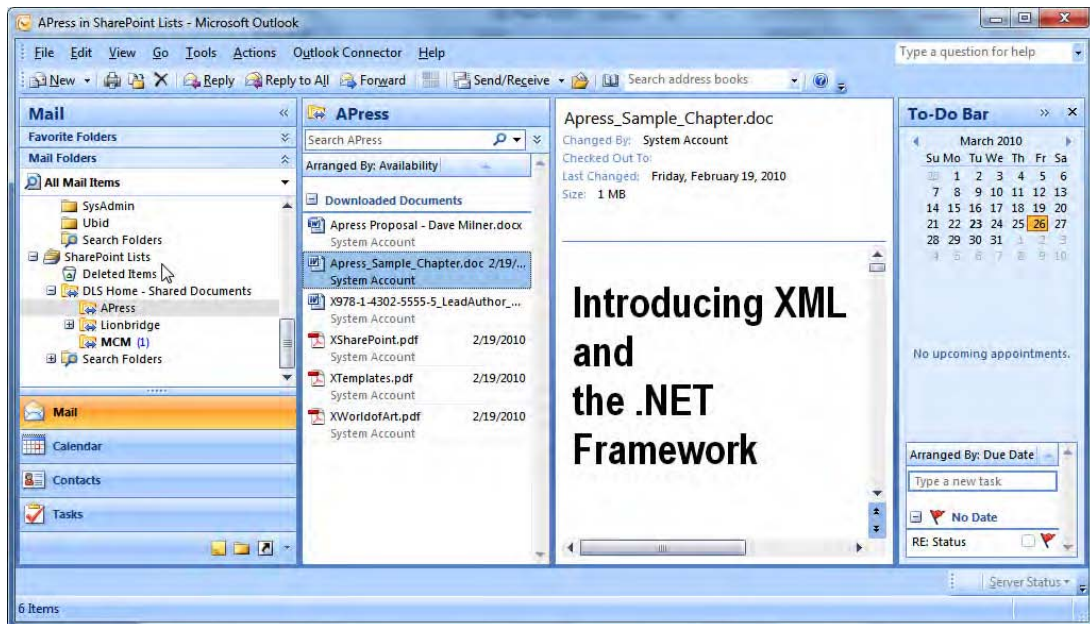 APress in SharePoint Lists - Microsoft Outlook
File Edit View Go Tools Actions Outlook Connector Help
Type a question for help
New Reply Reply to All Forward Send/Receive Search address books
Mail
Favorite Folders
Mail Folders
All Mail Items
SysAdmin
Ubid
Search Folders
SharePoint Lists
Deleted Items
DLS Home - Shared Documents
APress
Lionbridge
MCM (1)
Search Folders
Mail
Calendar
Contacts
Tasks
APress
Search APress
Arranged By: Availability
Downloaded Documents
Apress Proposal - Dave Milner.docx
System Account
Apress_Sample_Chapter.doc 2/19/...
System Account
X978-1-4302-5555-5_LeadAuthor_...
System Account
XSharePoint.pdf 2/19/2010
System Account
XTemplates.pdf 2/19/2010
System Account
XWorldofArt.pdf 2/19/2010
System Account
Apress_Sample_Chapter.doc
Changed By: System Account
Checked Out To:
Last Changed: Friday, February 19, 2010
Size: 1 MB
Introducing XML
and
the .NET
Framework
To-Do Bar
March 2010
Su Mo Tu We Th Fr Sa
1 2 3 4 5 6
7 8 9 10 11 12 13
14 15 16 17 18 19 20
21 22 23 24 25 26 27
28 29 30 31 1 2 3
4 5 6 7 8 9 10
No upcoming appointments.
Arranged By: Due Date
Type a new task
No Date
RE: Status
Server Status
6 Items